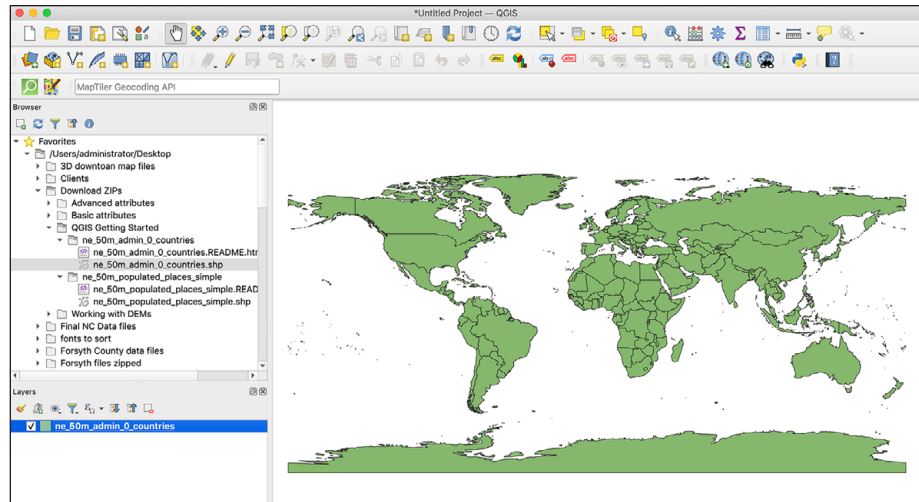 *Untitled Project — QGIS
MapTiler Geocoding API
Browser
Favorites
/Users/administrator/Desktop
3D downtoan map files
Clients
Download ZIPs
Advanced attributes
Basic attributes
QGIS Getting Started
ne_50m_admin_0_countries
ne_50m_admin_0_countries.README.htr
ne_50m_admin_0_countries.shp
ne_50m_populated_places_simple
ne_50m_populated_places_simple.READ
ne_50m_populated_places_simple.shp
Working with DEMs
Final NC Data files
fonts to sort
Forsyth County data files
Forsyth files zipped
Layers
ne_50m_admin_0_countries